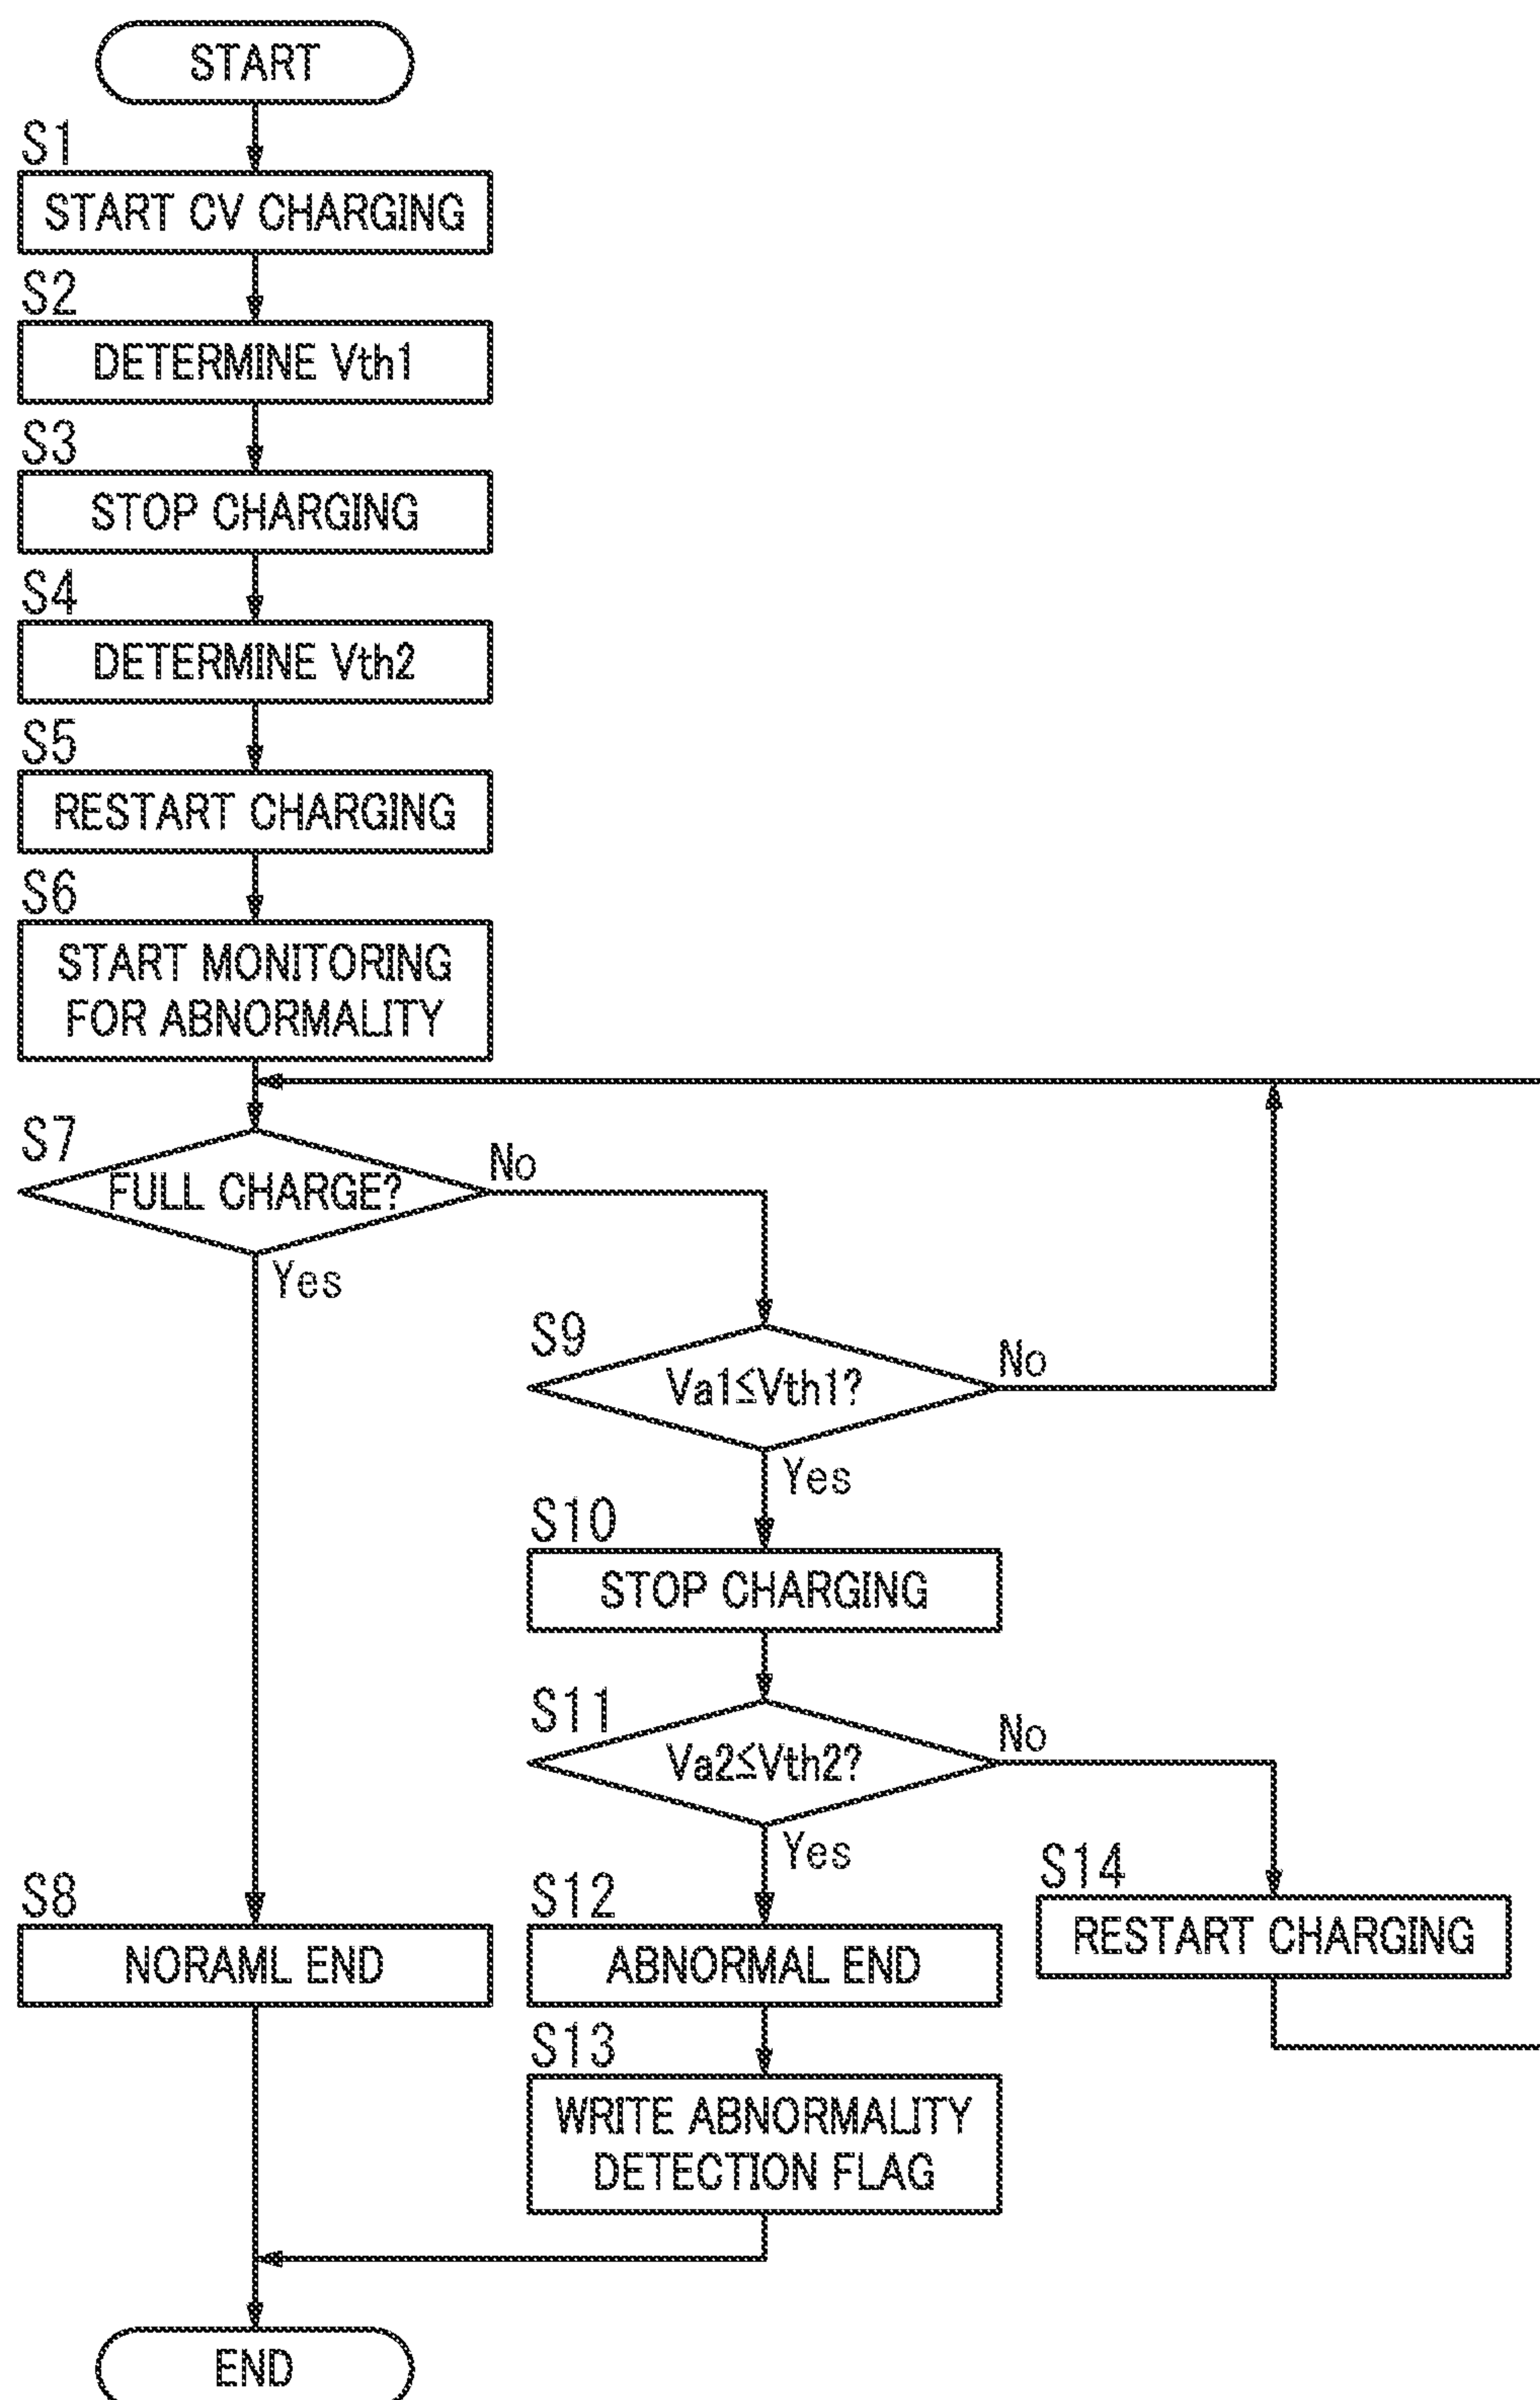 START
S1
START CV CHARGING
S2
DETERMINE Vth1
S3
STOP CHARGING
S4
DETERMINE Vth2
S5
RESTART CHARGING
S6
START MONITORING
FOR ABNORMALITY
S7
FULL CHARGE?
No
Yes
S9
Va1≤Vth1?
No
Yes
S10
STOP CHARGING
S11
Va2≤Vth2?
No
Yes
S8
NORAML END
S12
ABNORMAL END
S14
RESTART CHARGING
S13
WRITE ABNORMALITY
DETECTION FLAG
END